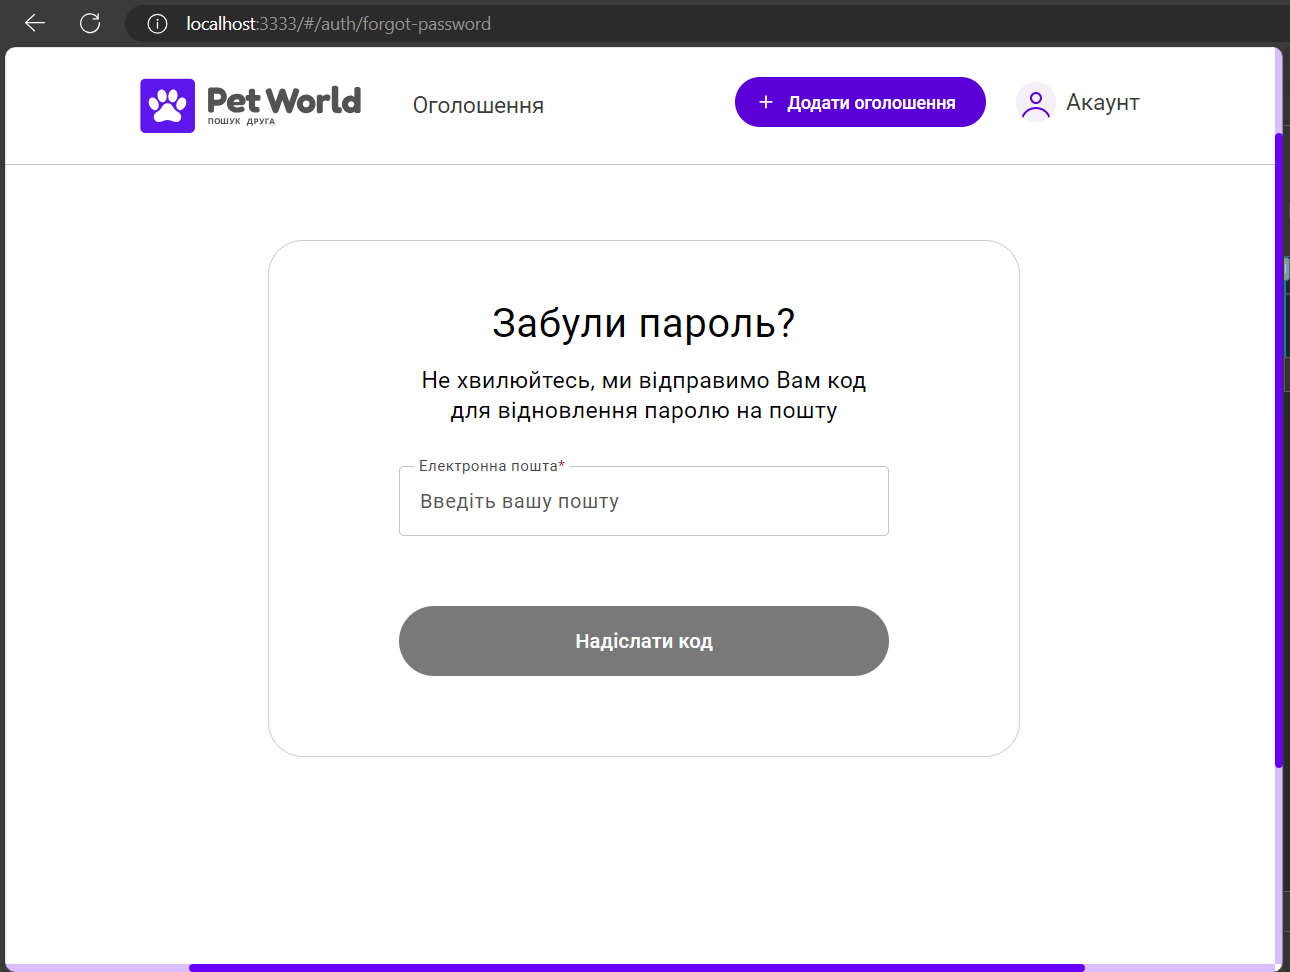 localhost:3333/#/auth/forgot-password
Pet World
ПОШУК ДРУГА
Оголошення
+ Додати оголошення
Акаунт
Забули пароль?
Не хвилюйтесь, ми відправимо Вам код
для відновлення паролю на пошту
Електронна пошта*
Введіть вашу пошту
Надіслати код